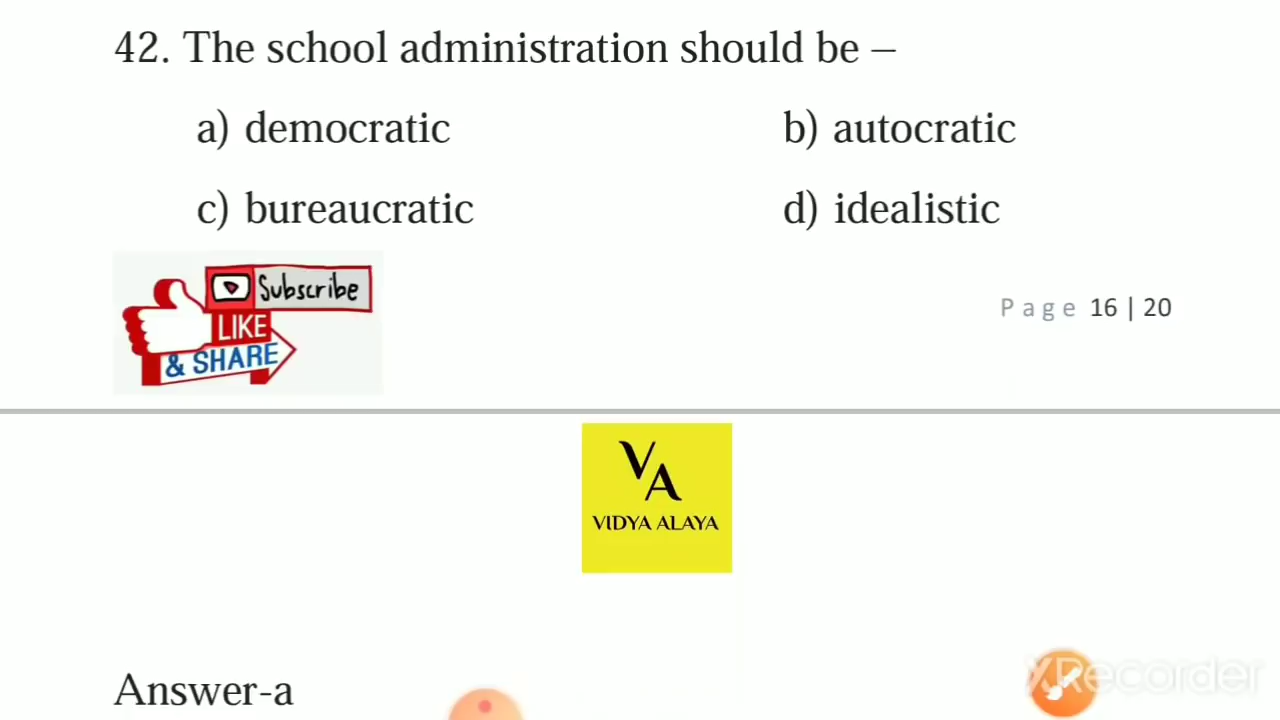 42. The school administration should be –
a) democratic
b) autocratic
c) bureaucratic
d) idealistic
Subscribe
LIKE
& SHARE
Page 16 | 20
VA
VIDYA ALAYA
Answer-a
XRecorder